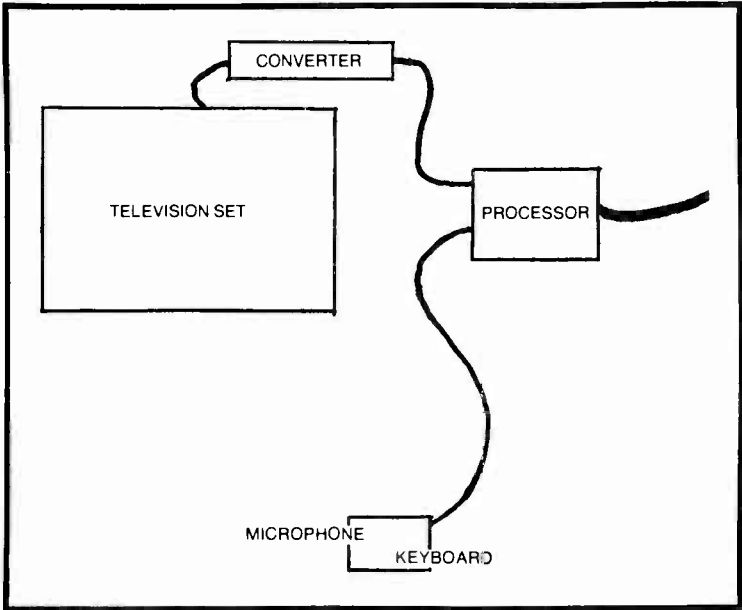 CONVERTER
TELEVISION SET
PROCESSOR
MICROPHONE
KEYBOARD